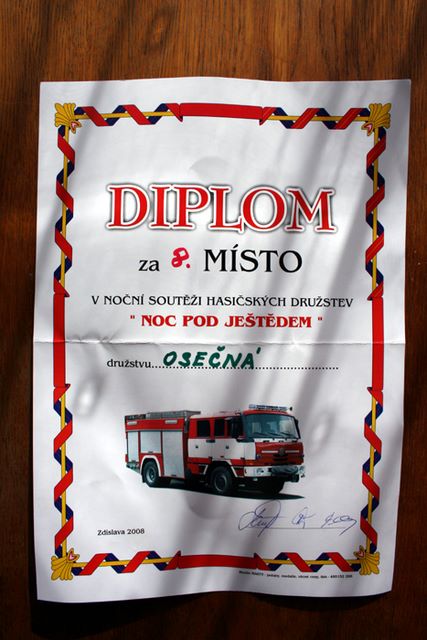 DIPLOM
za 8. MÍSTO
V NOČNÍ SOUTĚŽI HASIČSKÝCH DRUŽSTEV
" NOC POD JEŠTĚDEM "
družstvu OSEČNÁ
Zdislava 2008